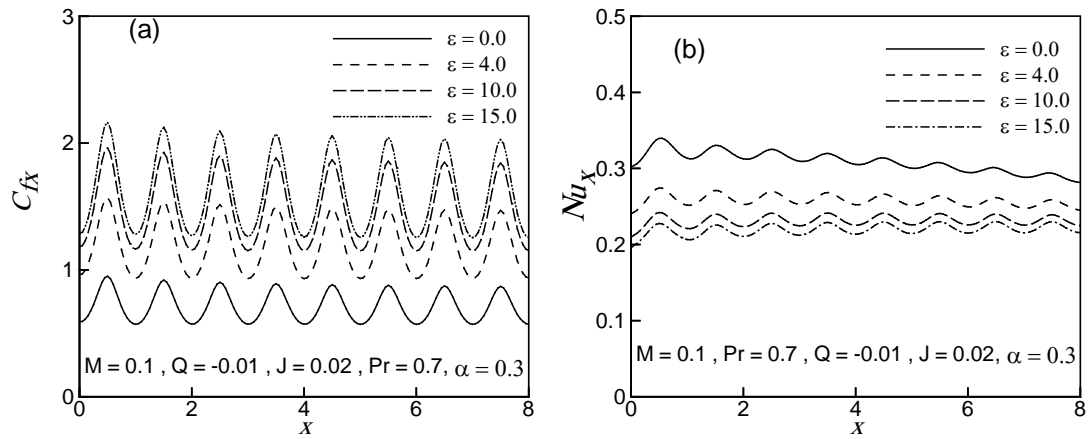 (a)
ε = 0.0
ε = 4.0
ε = 10.0
ε = 15.0
3
2
1
0
CfX
M = 0.1 , Q = -0.01 , J = 0.02 , Pr = 0.7, α = 0.3
0 2 4 6 8
X
(b)
ε = 0.0
ε = 4.0
ε = 10.0
ε = 15.0
0.5
0.4
0.3
0.2
0.1
0
NuX
M = 0.1 , Pr = 0.7 , Q = -0.01 , J = 0.02, α = 0.3
0 2 4 6 8
X